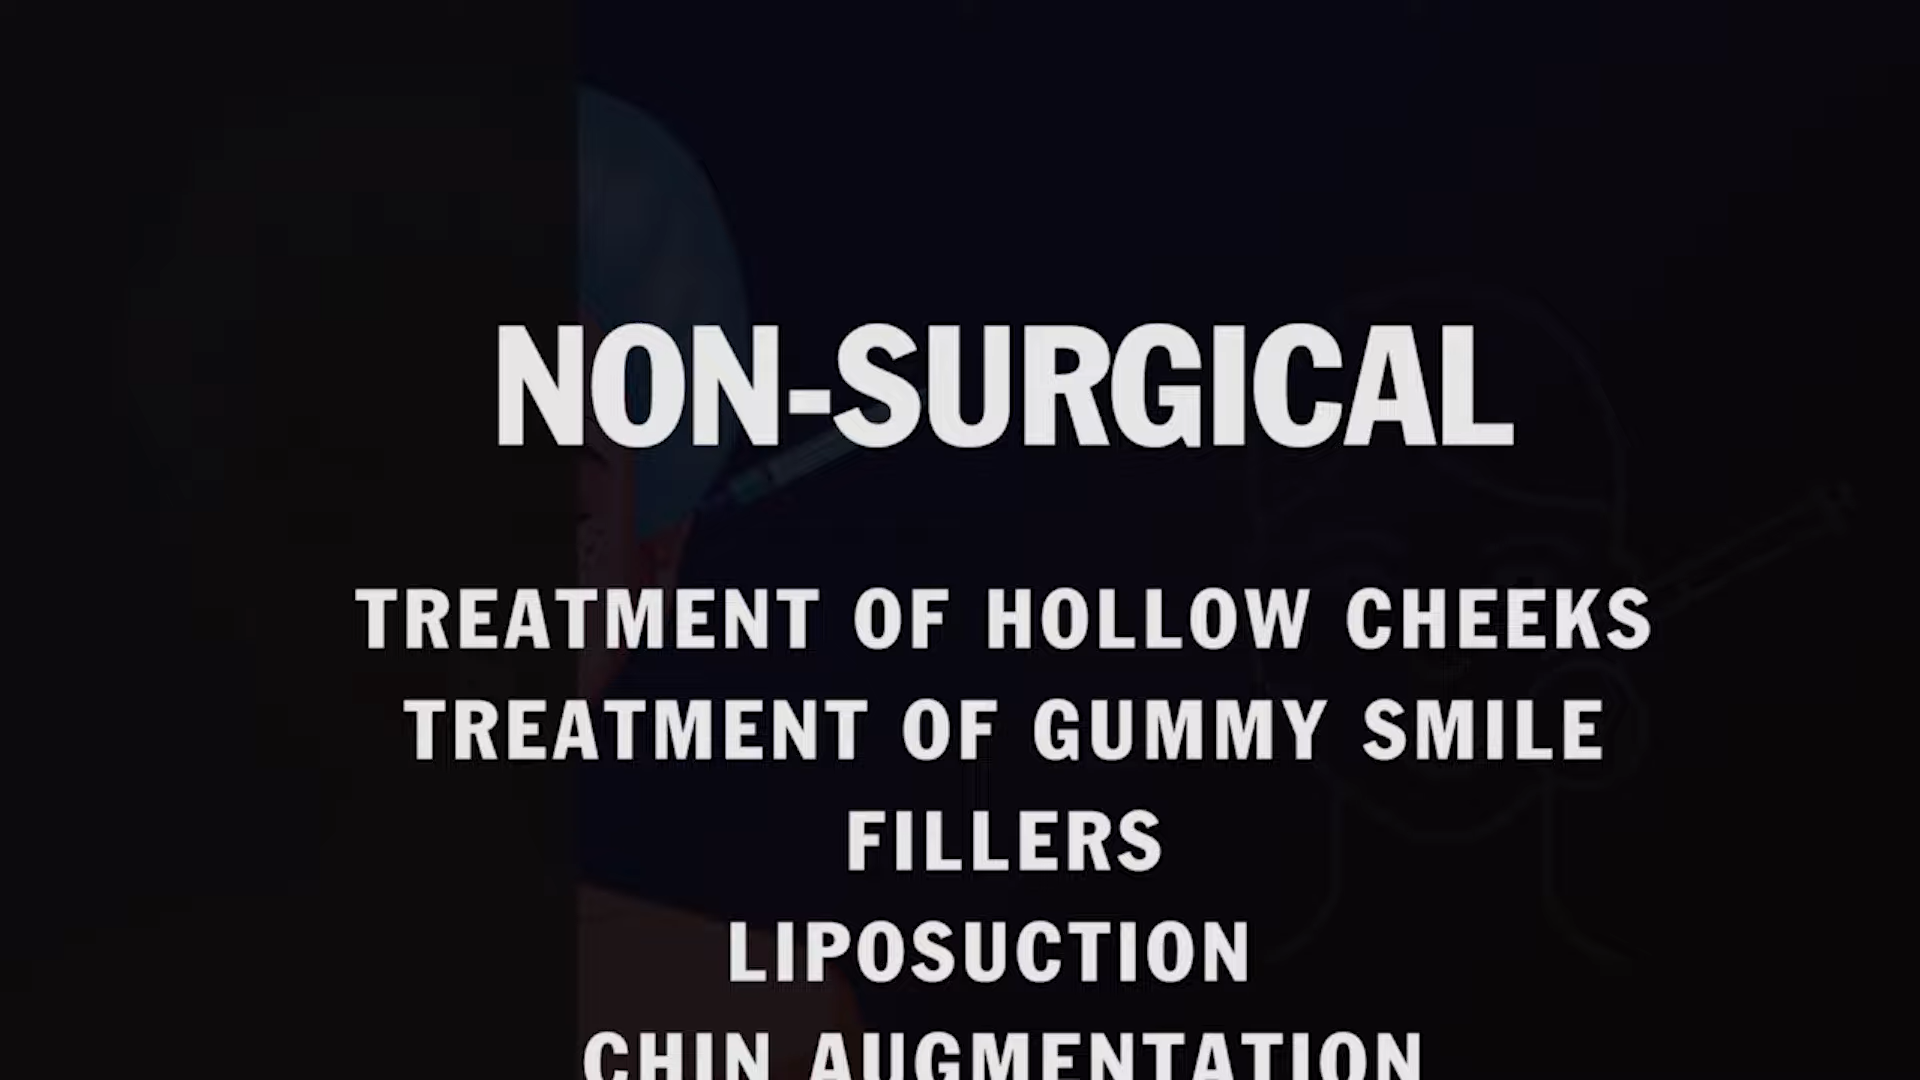 NON-SURGICAL
TREATMENT OF HOLLOW CHEEKS
TREATMENT OF GUMMY SMILE
FILLERS
LIPOSUCTION
CHIN AUGMENTATION